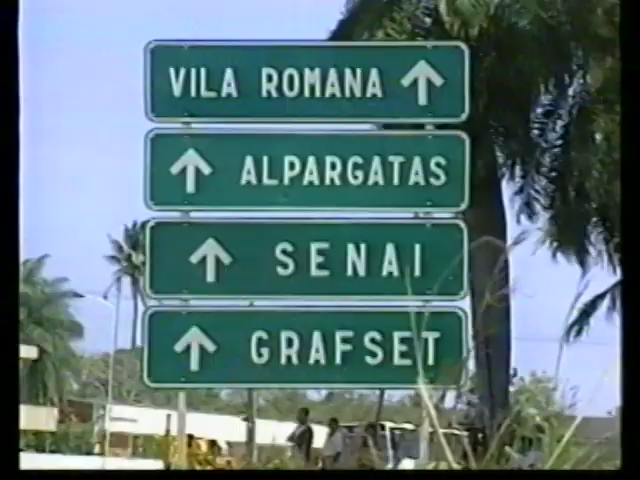 VILA ROMANA ↑
↑ ALPARGATAS
↑ SENAI
↑ GRAFSET